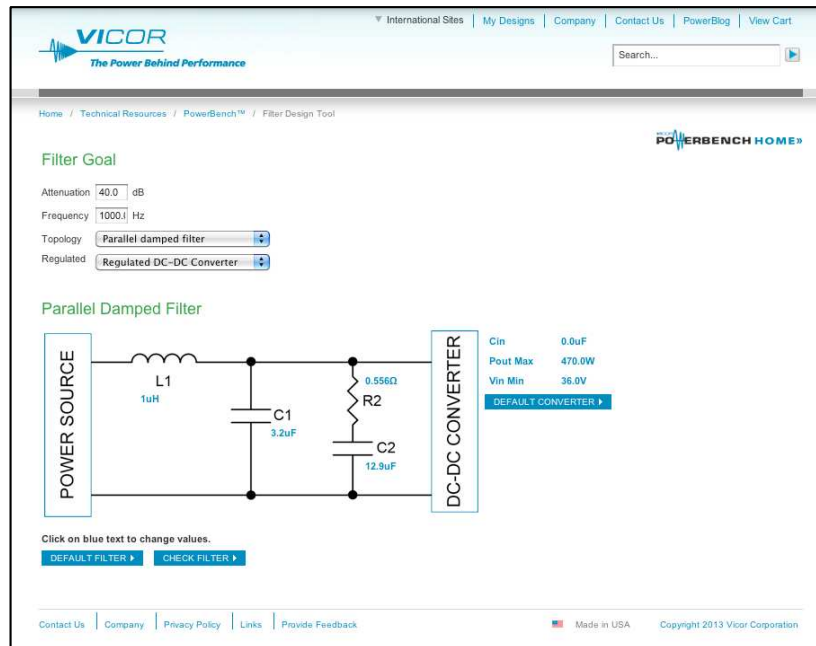 ▼ International Sites | My Designs | Company | Contact Us | PowerBlog | View Cart
VICOR
The Power Behind Performance
Search...
Home / Technical Resources / PowerBench™ / Filter Design Tool
POWERBENCH HOME»
Filter Goal
Attenuation 40.0 dB
Frequency 1000.( Hz
Topology Parallel damped filter
Regulated Regulated DC-DC Converter
Parallel Damped Filter
POWER SOURCE
L1
1uH
C1
3.2uF
0.556Ω
R2
C2
12.9uF
DC-DC CONVERTER
Cin 0.0uF
Pout Max 470.0W
Vin Min 36.0V
DEFAULT CONVERTER
Click on blue text to change values.
DEFAULT FILTER CHECK FILTER
Contact Us | Company | Privacy Policy | Links | Provide Feedback Made in USA Copyright 2013 Vicor Corporation